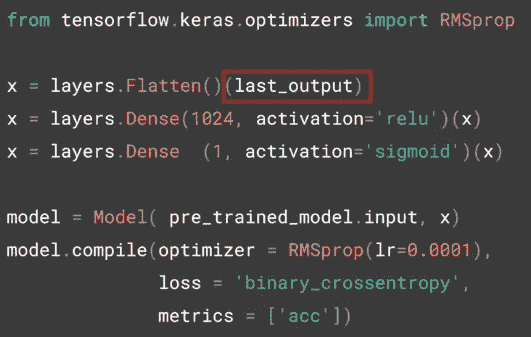 from tensorflow.keras.optimizers import RMSprop
x = layers.Flatten()(last_output)
x = layers.Dense(1024, activation='relu')(x)
x = layers.Dense  (1, activation='sigmoid')(x)
model = Model( pre_trained_model.input, x)
model.compile(optimizer = RMSprop(lr=0.0001),
              loss = 'binary_crossentropy',
              metrics = ['acc'])